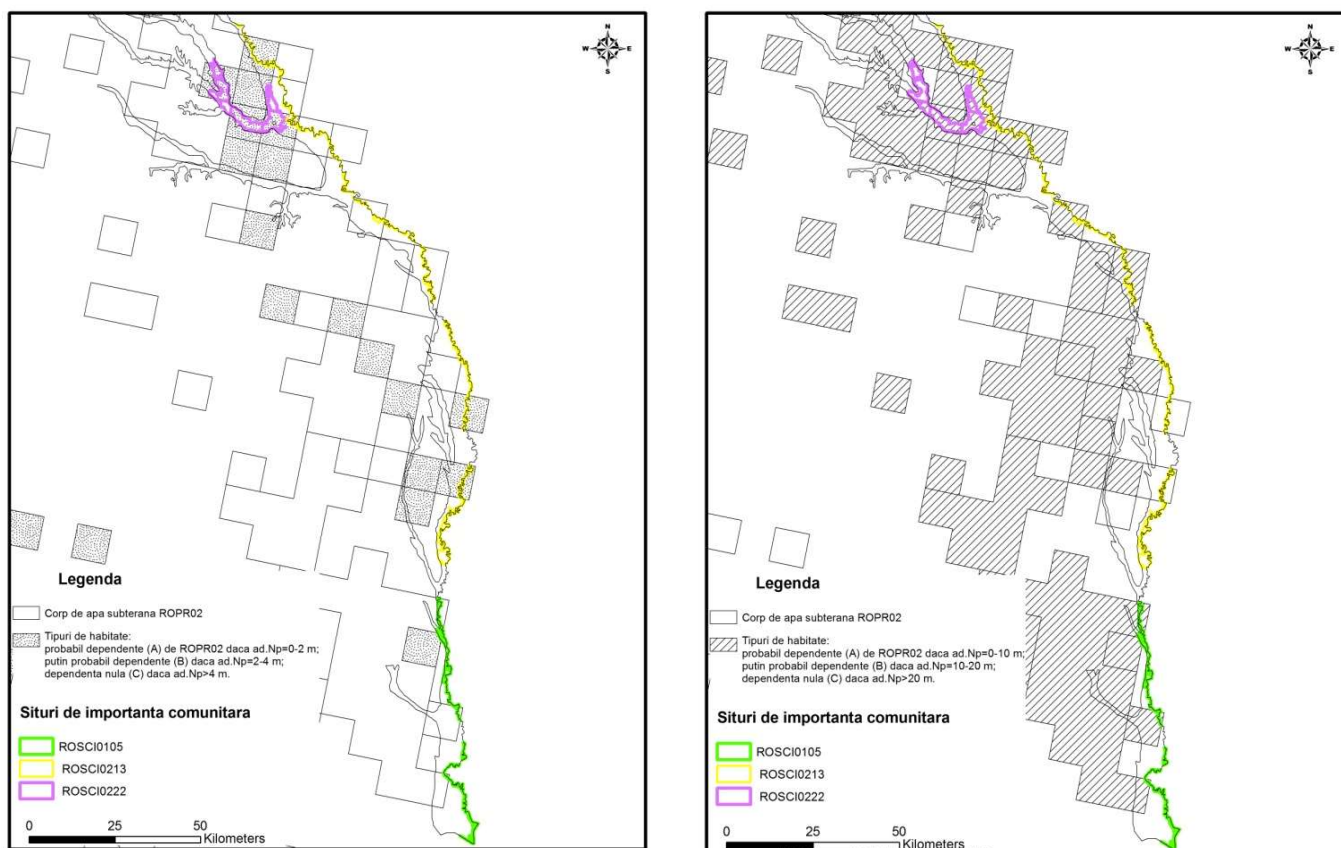 N
W E
S
Legenda
Corp de apa subterana ROPR02
Tipuri de habitate:
probabil dependente (A) de ROPR02 daca ad.Np=0-2 m;
putin probabil dependente (B) daca ad.Np=2-4 m;
dependenta nula (C) daca ad.Np>4 m.
Situri de importanta comunitara
ROSCI0105
ROSCI0213
ROSCI0222
0 25 50
Kilometers
N
W E
S
Legenda
Corp de apa subterana ROPR02
Tipuri de habitate:
probabil dependente (A) de ROPR02 daca ad.Np=0-10 m;
putin probabil dependente (B) daca ad.Np=10-20 m;
dependenta nula (C) daca ad.Np>20 m.
Situri de importanta comunitara
ROSCI0105
ROSCI0213
ROSCI0222
0 25 50
Kilometers